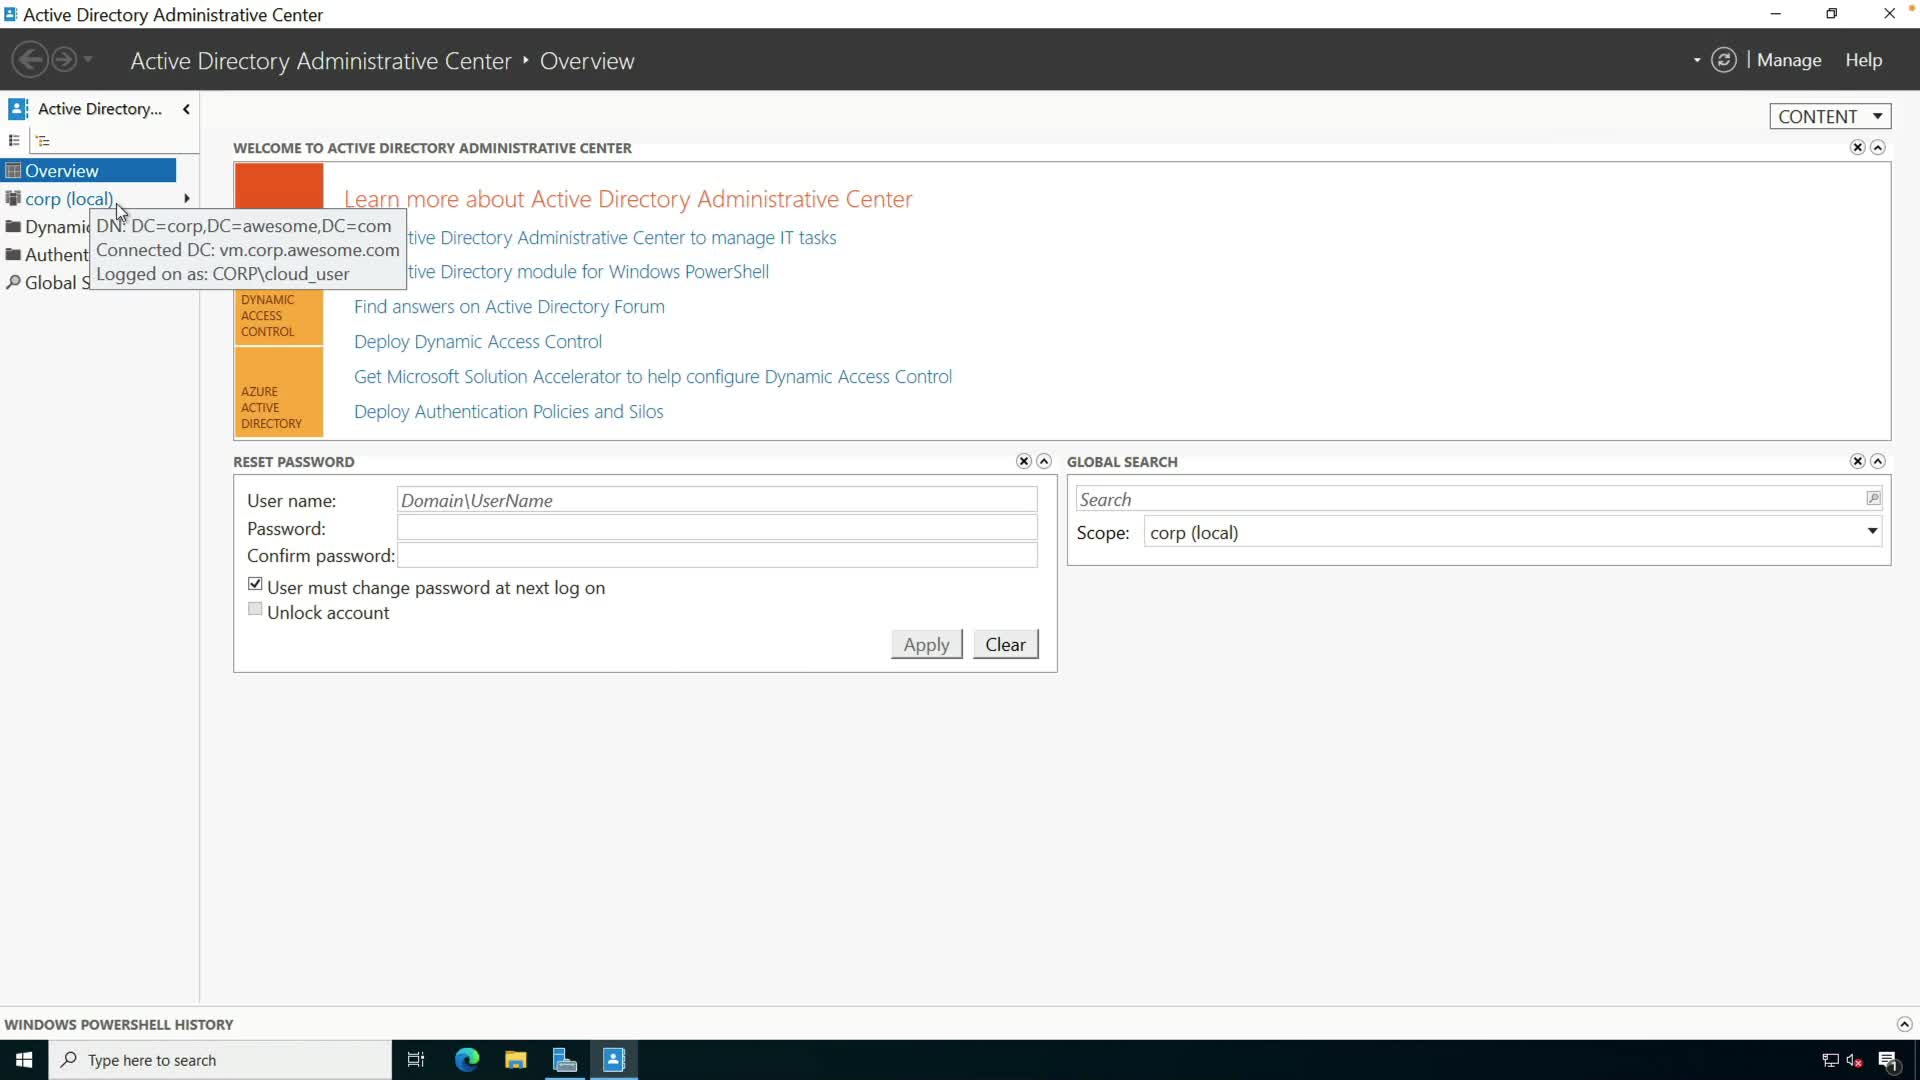 Active Directory Administrative Center
Active Directory Administrative Center ‣ Overview
Manage Help
Active Directory...
CONTENT
WELCOME TO ACTIVE DIRECTORY ADMINISTRATIVE CENTER
Overview
corp (local)
Learn more about Active Directory Administrative Center
Dynamic
DN: DC=corp,DC=awesome,DC=com
tive Directory Administrative Center to manage IT tasks
Authent
Connected DC: vm.corp.awesome.com
Logged on as: CORP\cloud_user
tive Directory module for Windows PowerShell
Global S
DYNAMIC
ACCESS
CONTROL
Find answers on Active Directory Forum
Deploy Dynamic Access Control
Get Microsoft Solution Accelerator to help configure Dynamic Access Control
AZURE
ACTIVE
DIRECTORY
Deploy Authentication Policies and Silos
RESET PASSWORD
User name: Domain\UserName
Password:
Confirm password:
User must change password at next log on
Unlock account
Apply Clear
GLOBAL SEARCH
Search
Scope: corp (local)
WINDOWS POWERSHELL HISTORY
Type here to search
1